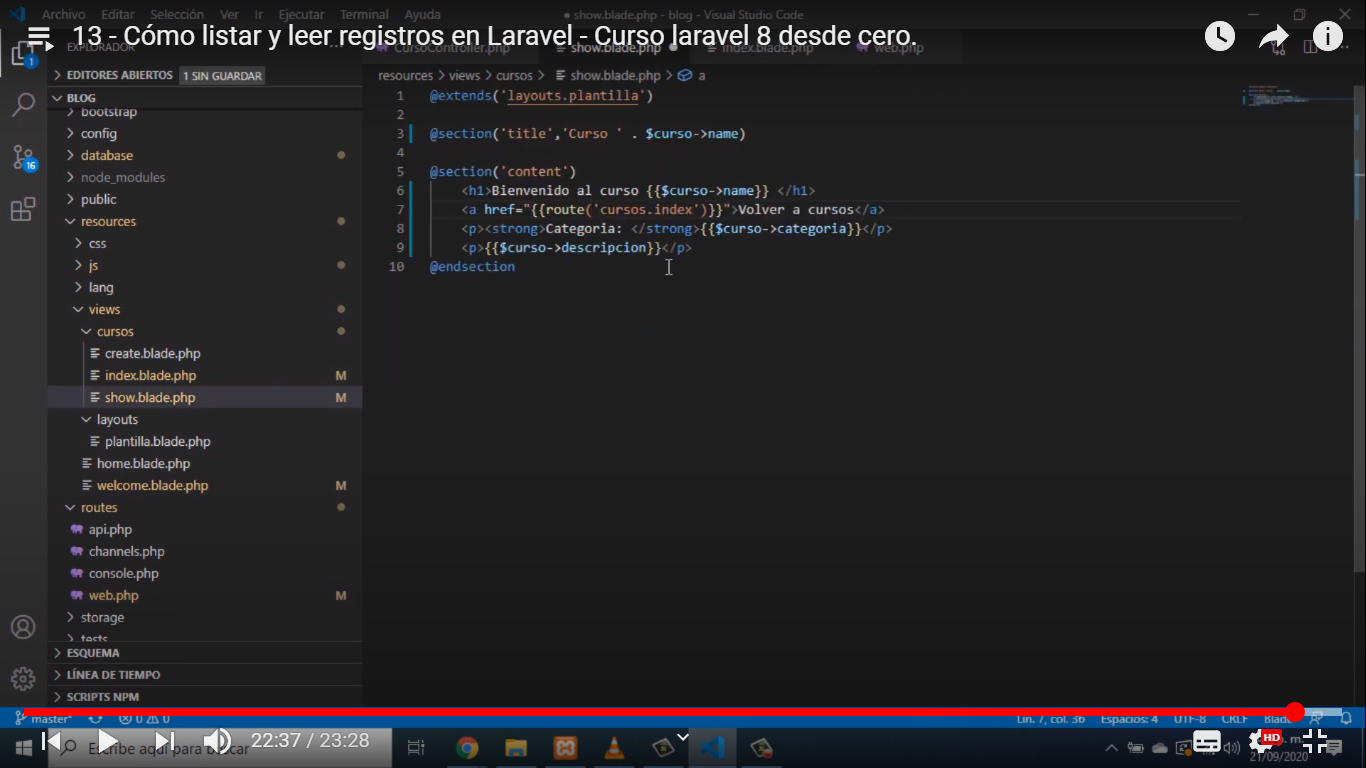 Archivo Editar Selección Ver Ir Ejecutar Terminal Ayuda
● show.blade.php - blog - Visual Studio Code
13 - Cómo listar y leer registros en Laravel - Curso laravel 8 desde cero.
EXPLORADOR
CursoController.php show.blade.php index.blade.php web.php
EDITORES ABIERTOS 1 SIN GUARDAR
resources > views > cursos > show.blade.php > a
BLOG
bootstrap
config
database
node_modules
public
resources
css
js
lang
views
cursos
create.blade.php
index.blade.php M
show.blade.php M
layouts
plantilla.blade.php
home.blade.php
welcome.blade.php M
routes
api.php
channels.php
console.php
web.php M
storage
tests
ESQUEMA
LÍNEA DE TIEMPO
SCRIPTS NPM
1
16
1 @extends('layouts.plantilla')
2
3 @section('title','Curso ' . $curso->name)
4
5 @section('content')
6 <h1>Bienvenido al curso {{$curso->name}} </h1>
7 <a href="{{route('cursos.index')}}">Volver a cursos</a>
8 <p><strong>Categoria: </strong>{{$curso->categoria}}</p>
9 <p>{{$curso->descripcion}}</p>
10 @endsection
master* 0 0
Lín. 7, col. 36 Espacios: 4 UTF-8 CRLF Blade
Escribe aquí para buscar
22:37 / 23:28
HD
21/09/2020